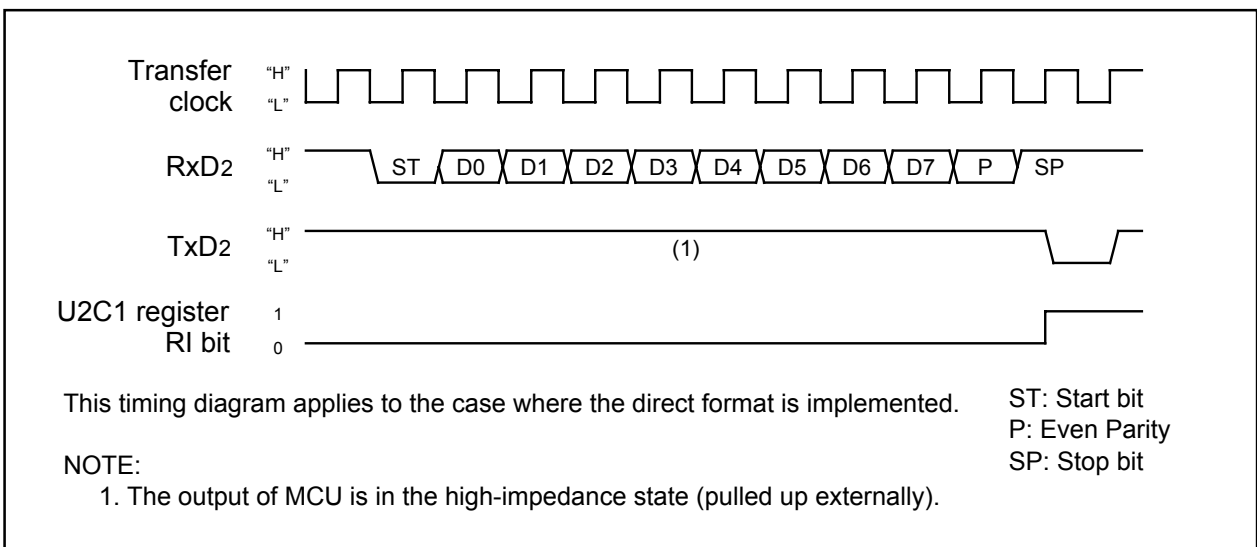 Transfer clock
“H”
“L”
RxD2
“H”
“L”
ST D0 D1 D2 D3 D4 D5 D6 D7 P SP
TxD2
“H”
“L”
(1)
U2C1 register
RI bit
1
0
This timing diagram applies to the case where the direct format is implemented.
ST: Start bit
P: Even Parity
SP: Stop bit
NOTE:
1. The output of MCU is in the high-impedance state (pulled up externally).